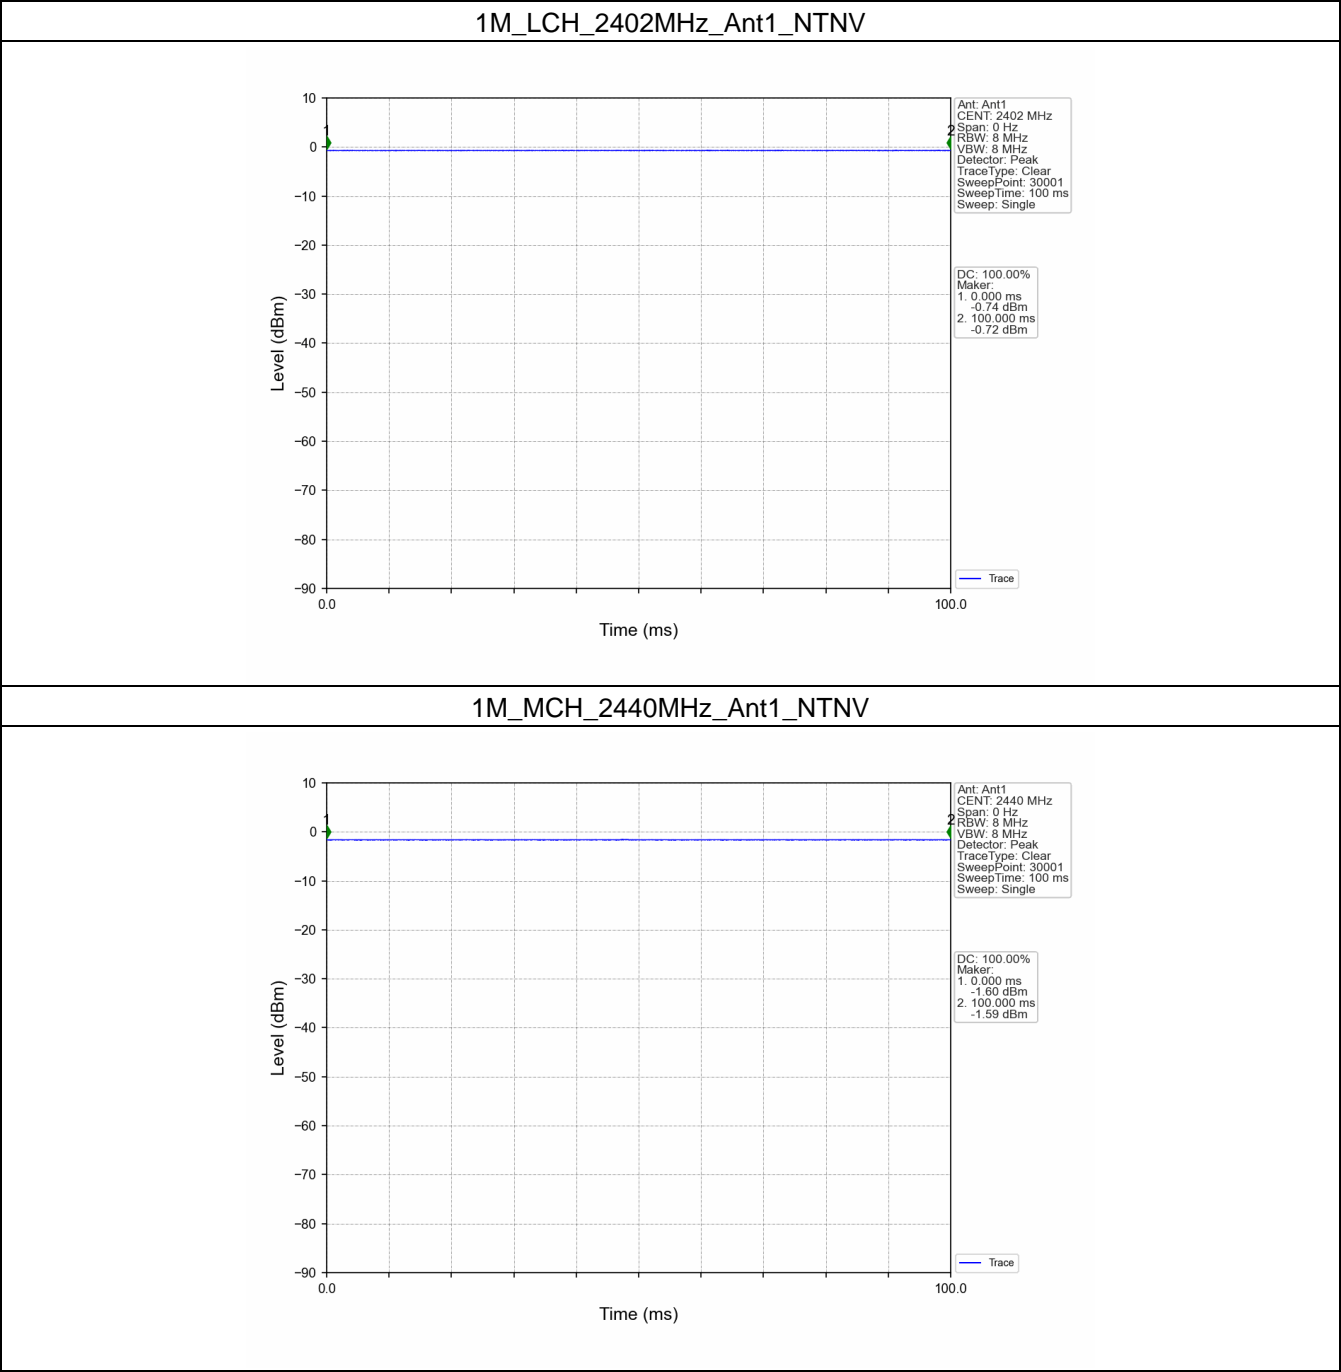 1M_LCH_2402MHz_Ant1_NTNV
10
0
−10
−20
−30
−40
−50
−60
−70
−80
−90
Level (dBm)
1
2
0.0
100.0
Time (ms)
Ant: Ant1
CENT: 2402 MHz
Span: 0 Hz
RBW: 8 MHz
VBW: 8 MHz
Detector: Peak
TraceType: Clear
SweepPoint: 30001
SweepTime: 100 ms
Sweep: Single
DC: 100.00%
Maker:
1. 0.000 ms
-0.74 dBm
2. 100.000 ms
-0.72 dBm
Trace
1M_MCH_2440MHz_Ant1_NTNV
10
0
−10
−20
−30
−40
−50
−60
−70
−80
−90
Level (dBm)
1
2
0.0
100.0
Time (ms)
Ant: Ant1
CENT: 2440 MHz
Span: 0 Hz
RBW: 8 MHz
VBW: 8 MHz
Detector: Peak
TraceType: Clear
SweepPoint: 30001
SweepTime: 100 ms
Sweep: Single
DC: 100.00%
Maker:
1. 0.000 ms
-1.60 dBm
2. 100.000 ms
-1.59 dBm
Trace